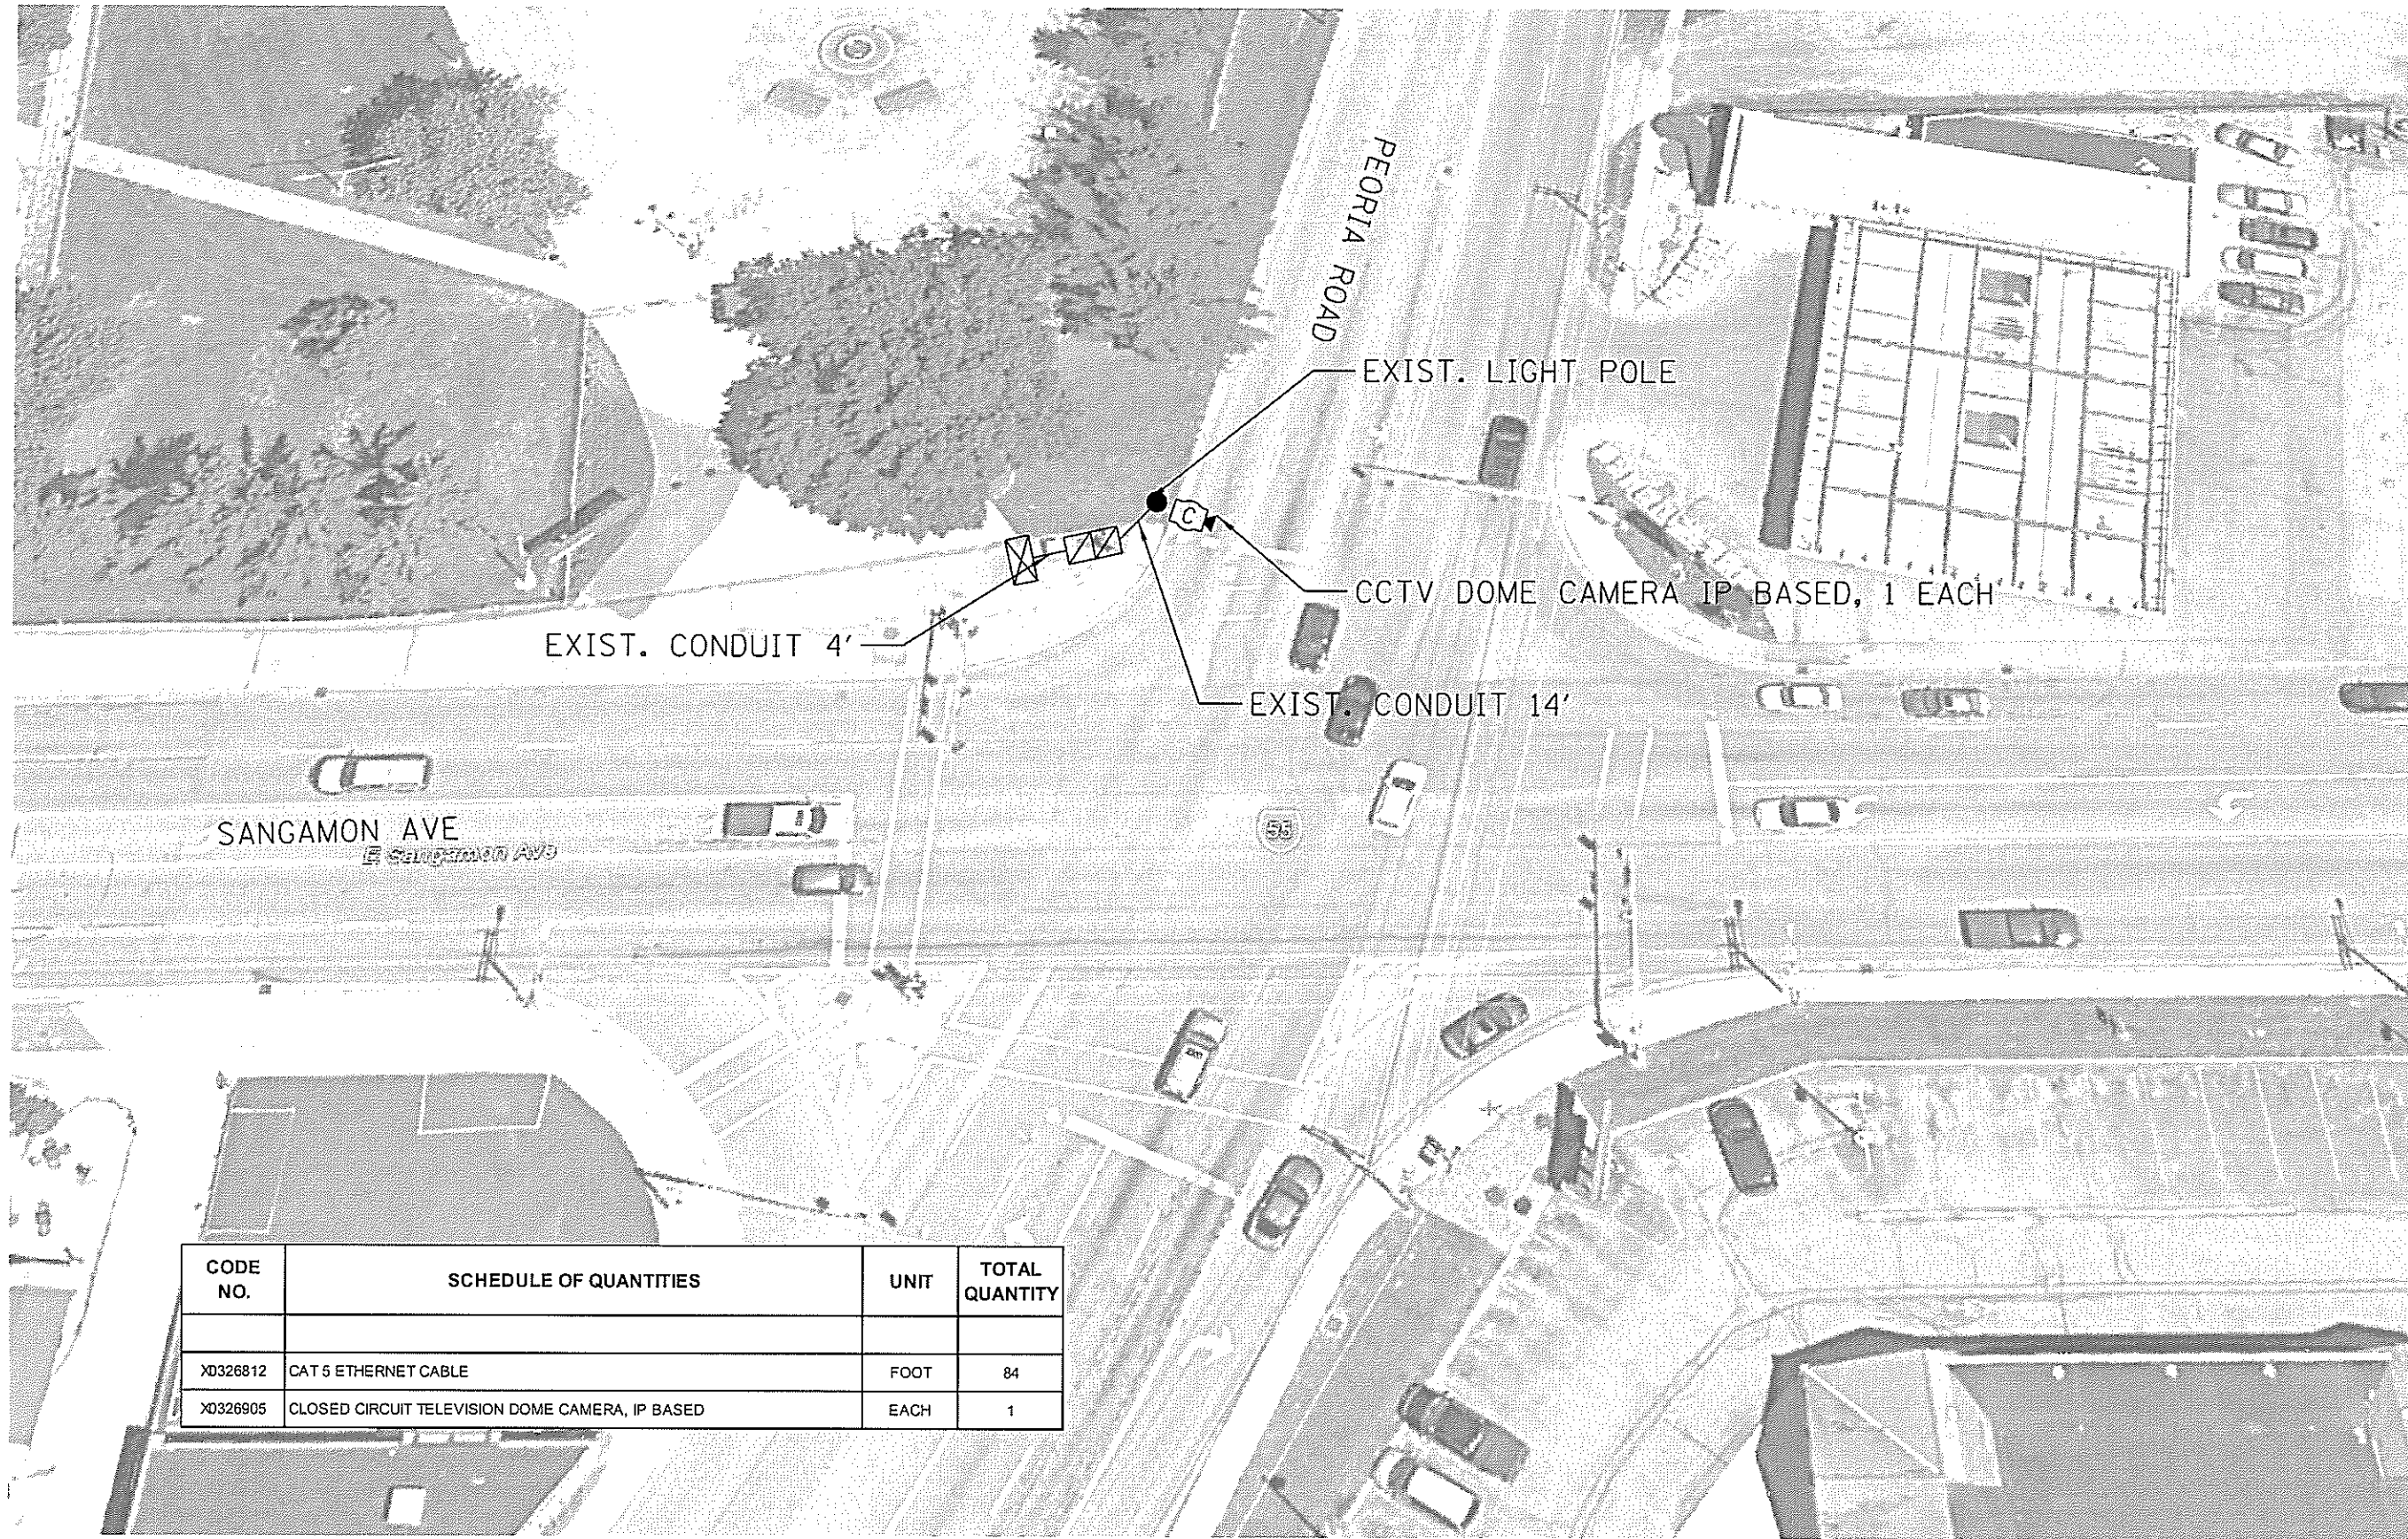 PEORIA ROAD
EXIST. LIGHT POLE
C
CCTV DOME CAMERA IP BASED, 1 EACH
EXIST. CONDUIT 4'
EXIST. CONDUIT 14'
55
SANGAMON AVE
E Sangamon Ave
CODE NO. SCHEDULE OF QUANTITIES UNIT TOTAL QUANTITY
X0326812 CAT 5 ETHERNET CABLE FOOT 84
X0326905 CLOSED CIRCUIT TELEVISION DOME CAMERA, IP BASED EACH 1